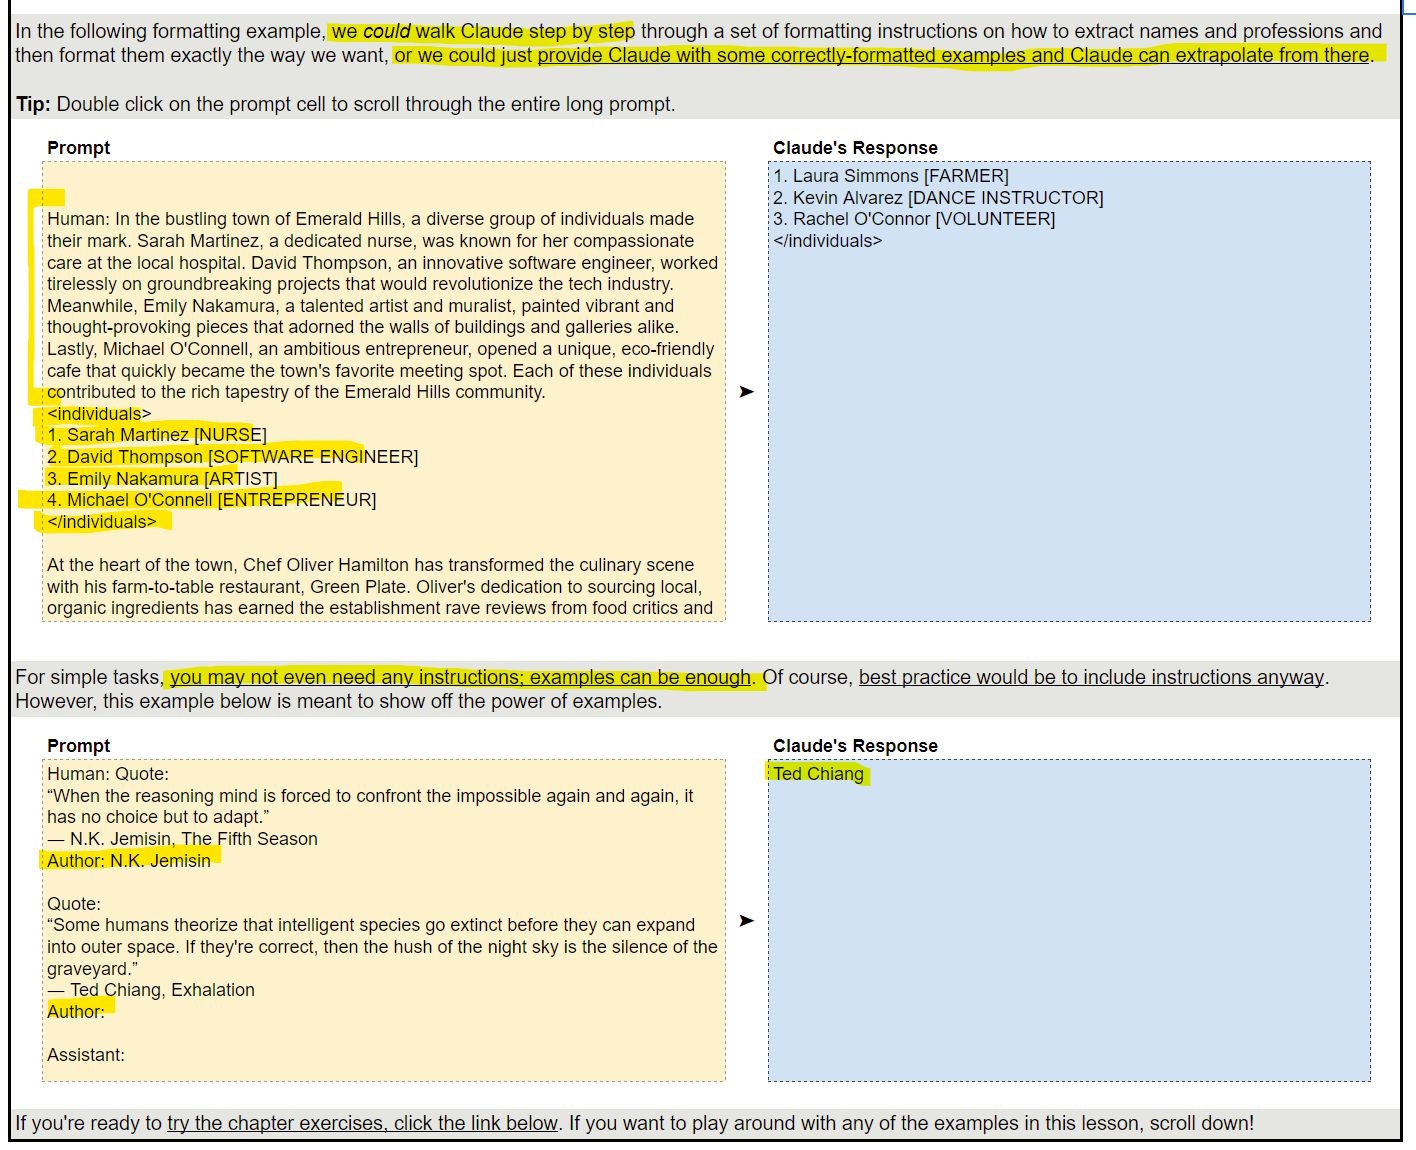 In the following formatting example, we could walk Claude step by step through a set of formatting instructions on how to extract names and professions and
then format them exactly the way we want, or we could just provide Claude with some correctly-formatted examples and Claude can extrapolate from there.
Tip: Double click on the prompt cell to scroll through the entire long prompt.
Prompt
Human: In the bustling town of Emerald Hills, a diverse group of individuals made
their mark. Sarah Martinez, a dedicated nurse, was known for her compassionate
care at the local hospital. David Thompson, an innovative software engineer, worked
tirelessly on groundbreaking projects that would revolutionize the tech industry.
Meanwhile, Emily Nakamura, a talented artist and muralist, painted vibrant and
thought-provoking pieces that adorned the walls of buildings and galleries alike.
Lastly, Michael O'Connell, an ambitious entrepreneur, opened a unique, eco-friendly
cafe that quickly became the town's favorite meeting spot. Each of these individuals
contributed to the rich tapestry of the Emerald Hills community.
<individuals>
1. Sarah Martinez [NURSE]
2. David Thompson [SOFTWARE ENGINEER]
3. Emily Nakamura [ARTIST]
4. Michael O'Connell [ENTREPRENEUR]
</individuals>
At the heart of the town, Chef Oliver Hamilton has transformed the culinary scene
with his farm-to-table restaurant, Green Plate. Oliver's dedication to sourcing local,
organic ingredients has earned the establishment rave reviews from food critics and
➤
Claude's Response
1. Laura Simmons [FARMER]
2. Kevin Alvarez [DANCE INSTRUCTOR]
3. Rachel O'Connor [VOLUNTEER]
</individuals>
For simple tasks, you may not even need any instructions; examples can be enough. Of course, best practice would be to include instructions anyway.
However, this example below is meant to show off the power of examples.
Prompt
Human: Quote:
“When the reasoning mind is forced to confront the impossible again and again, it
has no choice but to adapt.”
― N.K. Jemisin, The Fifth Season
Author: N.K. Jemisin
Quote:
“Some humans theorize that intelligent species go extinct before they can expand
into outer space. If they're correct, then the hush of the night sky is the silence of the
graveyard.”
― Ted Chiang, Exhalation
Author:
Assistant:
➤
Claude's Response
Ted Chiang
If you're ready to try the chapter exercises, click the link below. If you want to play around with any of the examples in this lesson, scroll down!